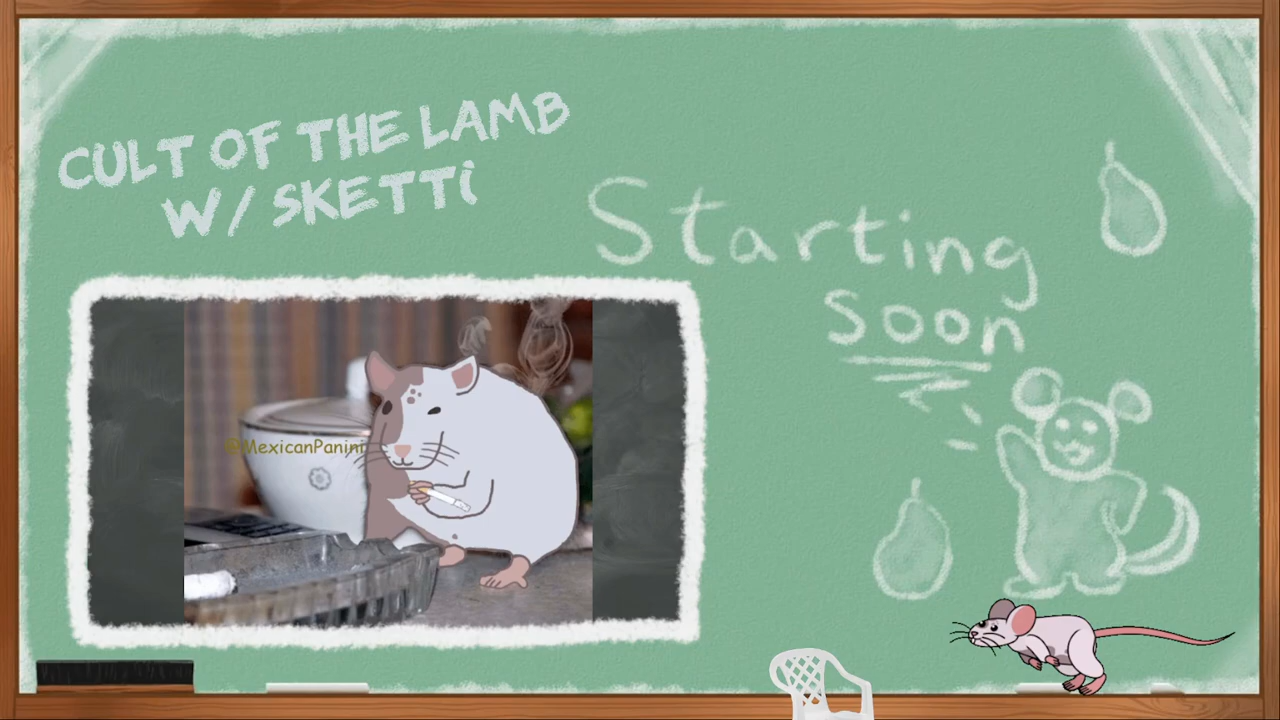 CULT OF THE LAMB
W/ SKETTi
Starting
soon
@MexicanPanini